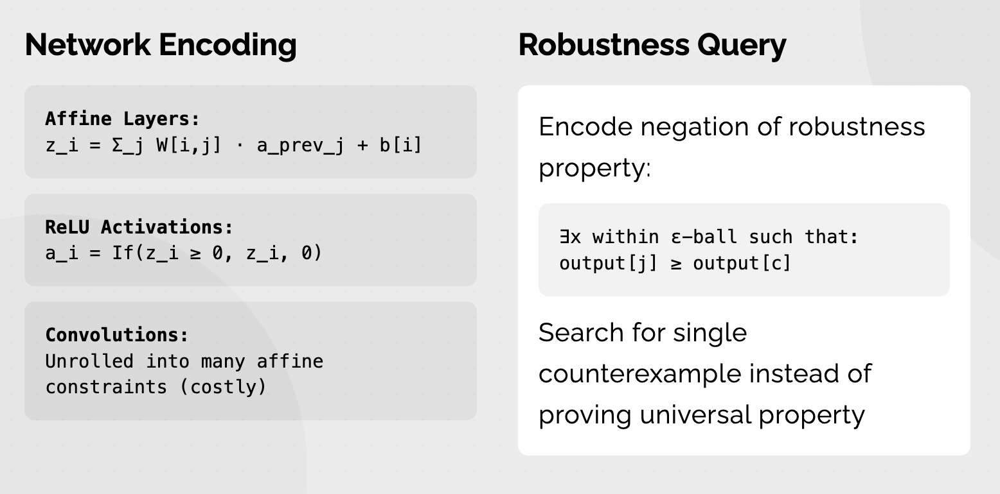 Network Encoding
Affine Layers:
z_i = Σ_j W[i,j] · a_prev_j + b[i]
ReLU Activations:
a_i = If(z_i ≥ 0, z_i, 0)
Convolutions:
Unrolled into many affine
constraints (costly)
Robustness Query
Encode negation of robustness
property:
∃x within ε-ball such that:
output[j] ≥ output[c]
Search for single
counterexample instead of
proving universal property